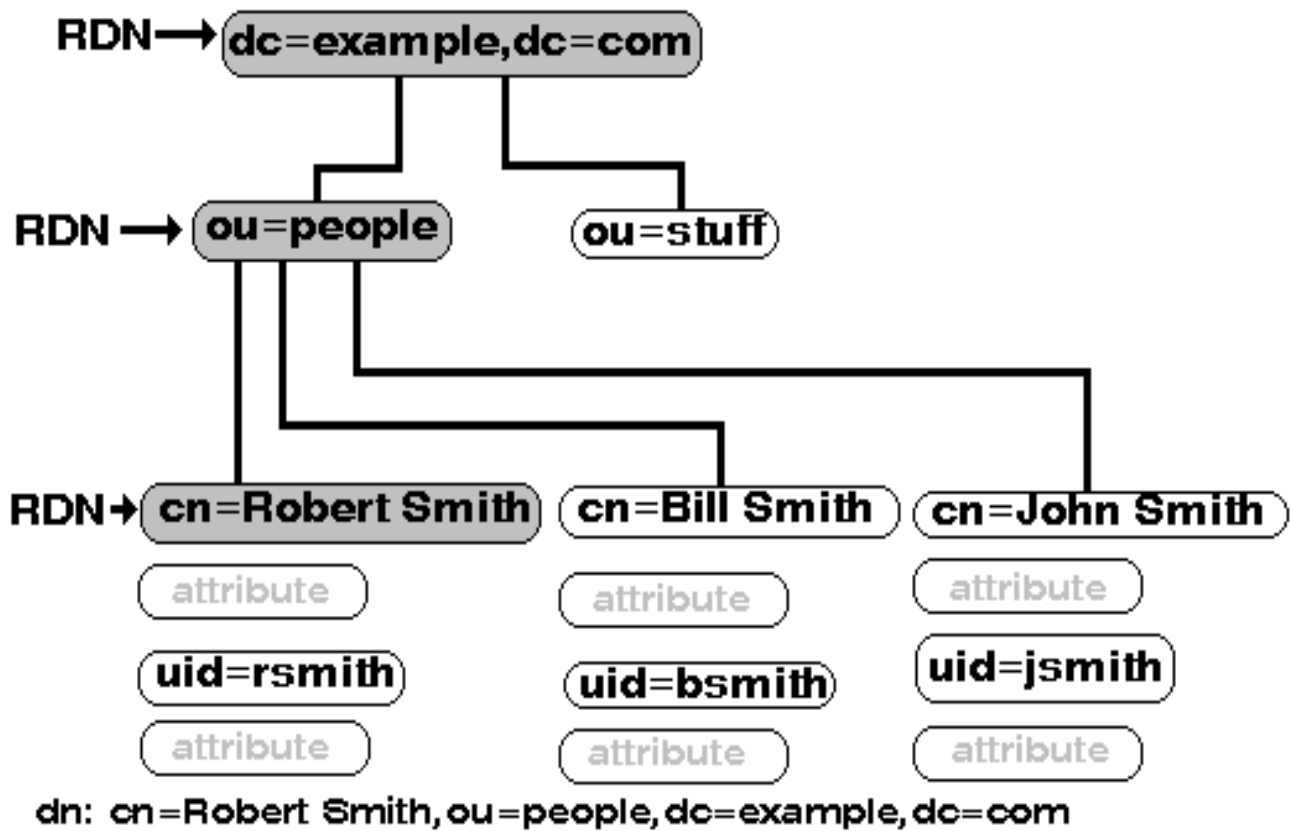 RDN dc=example,dc=com
RDN ou=people ou=stuff
RDN cn=Robert Smith cn=Bill Smith cn=John Smith
attribute attribute attribute
uid=rsmith uid=bsmith uid=jsmith
attribute attribute attribute
dn: cn=Robert Smith,ou=people,dc=example,dc=com